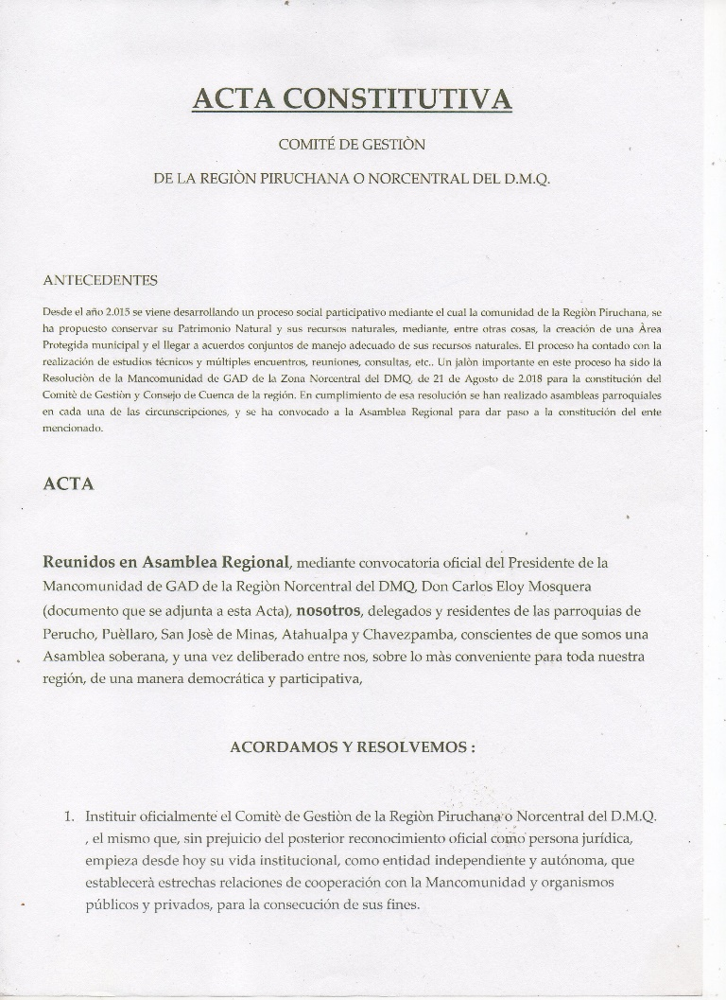 ACTA CONSTITUTIVA
COMITÉ DE GESTIÒN
DE LA REGIÒN PIRUCHANA O NORCENTRAL DEL D.M.Q.
ANTECEDENTES
Desde el año 2.015 se viene desarrollando un proceso social participativo mediante el cual la comunidad de la Regiòn Piruchana, se
ha propuesto conservar su Patrimonio Natural y sus recursos naturales, mediante, entre otras cosas, la creación de una Àrea
Protegida municipal y el llegar a acuerdos conjuntos de manejo adecuado de sus recursos naturales. El proceso ha contado con la
realización de estudios técnicos y múltiples encuentros, reuniones, consultas, etc.. Un jalòn importante en este proceso ha sido la
Resoluciòn de la Mancomunidad de GAD de la Zona Norcentral del DMQ, de 21 de Agosto de 2.018 para la constitución del
Comitè de Gestiòn y Consejo de Cuenca de la región. En cumplimiento de esa resolución se han realizado asambleas parroquiales
en cada una de las circunscripciones, y se ha convocado a la Asamblea Regional para dar paso a la constitución del ente
mencionado.
ACTA
Reunidos en Asamblea Regional, mediante convocatoria oficial del Presidente de la
Mancomunidad de GAD de la Regiòn Norcentral del DMQ, Don Carlos Eloy Mosquera
(documento que se adjunta a esta Acta), nosotros, delegados y residentes de las parroquias de
Perucho, Puèllaro, San Josè de Minas, Atahualpa y Chavezpamba, conscientes de que somos una
Asamblea soberana, y una vez deliberado entre nos, sobre lo màs conveniente para toda nuestra
región, de una manera democrática y participativa,
ACORDAMOS Y RESOLVEMOS :
1. Instituir oficialmente el Comitè de Gestiòn de la Regiòn Piruchana o Norcentral del D.M.Q.
, el mismo que, sin prejuicio del posterior reconocimiento oficial como persona jurídica,
empieza desde hoy su vida institucional, como entidad independiente y autónoma, que
establecerà estrechas relaciones de cooperación con la Mancomunidad y organismos
públicos y privados, para la consecución de sus fines.